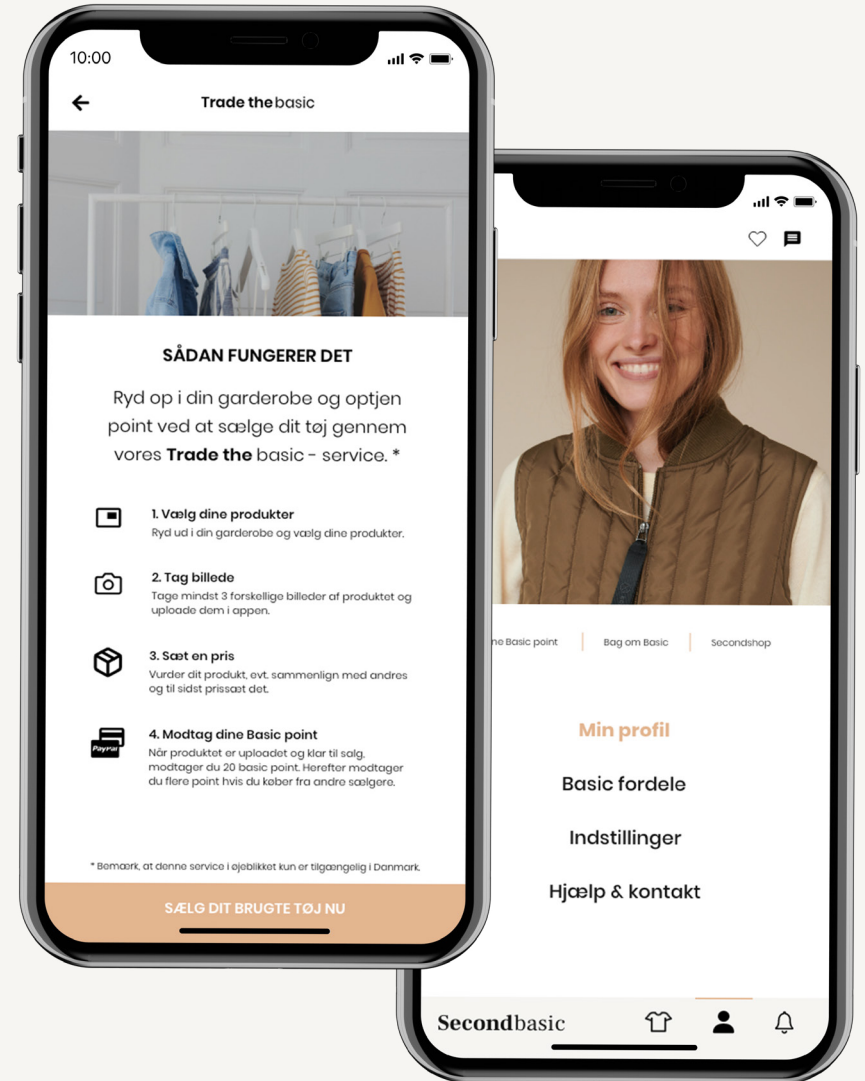 10:00
Trade the basic
SÅDAN FUNGERER DET
Ryd op i din garderobe og optjen
point ved at sælge dit tøj gennem
vores Trade the basic - service. *
1. Vælg dine produkter
Ryd ud i din garderobe og vælg dine produkter.
2. Tag billede
Tage mindst 3 forskellige billeder af produktet og
uploade dem i appen.
3. Sæt en pris
Vurder dit produkt, evt. sammenlign med andres
og til sidst prissæt det.
PayPal
4. Modtag dine Basic point
Når produktet er uploadet og klar til salg,
modtager du 20 basic point. Herefter modtager
du flere point hvis du køber fra andre sælgere.
* Bemærk, at denne service i øjeblikket kun er tilgængelig i Danmark.
SÆLG DIT BRUGTE TØJ NU
ne Basic point
Bag om Basic
Secondshop
Min profil
Basic fordele
Indstillinger
Hjælp & kontakt
Secondbasic